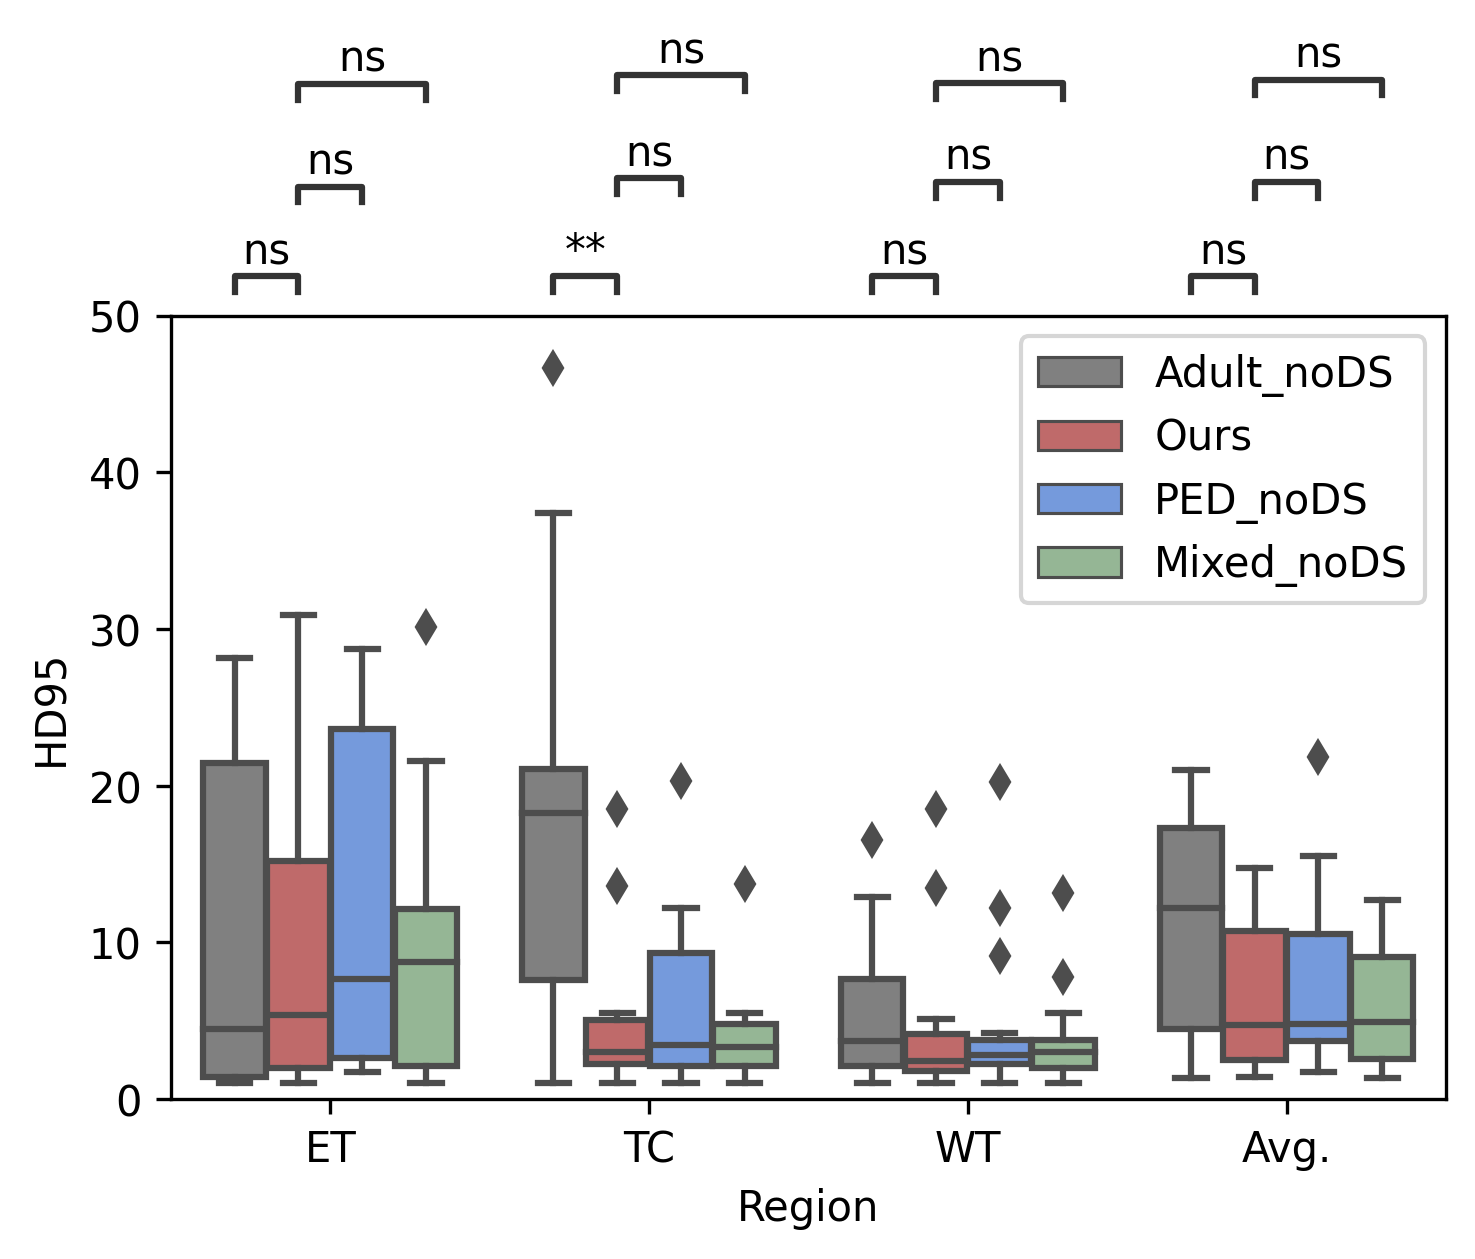 ns ns ns ns
ns ns ns ns
ns ** ns ns
50
40
30
20
10
0
HD95
Adult_noDS
Ours
PED_noDS
Mixed_noDS
ET TC WT Avg.
Region